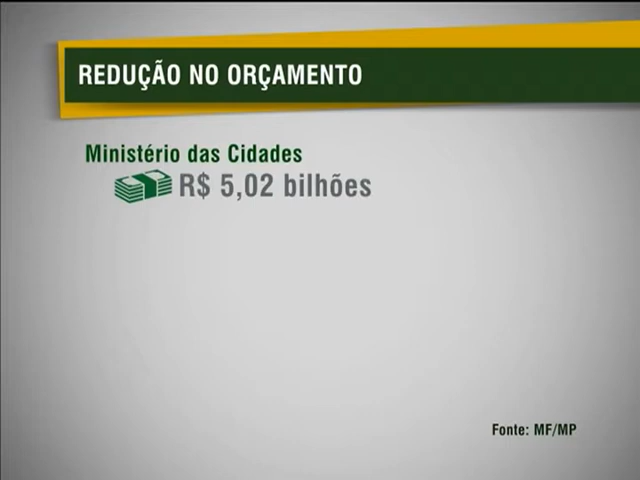 REDUÇÃO NO ORÇAMENTO
Ministério das Cidades
R$ 5,02 bilhões
Fonte: MF/MP